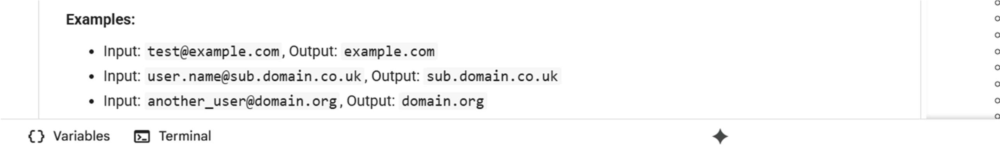 Examples:
• Input: test@example.com, Output: example.com
• Input: user.name@sub.domain.co.uk, Output: sub.domain.co.uk
• Input: another_user@domain.org, Output: domain.org
{} Variables Terminal